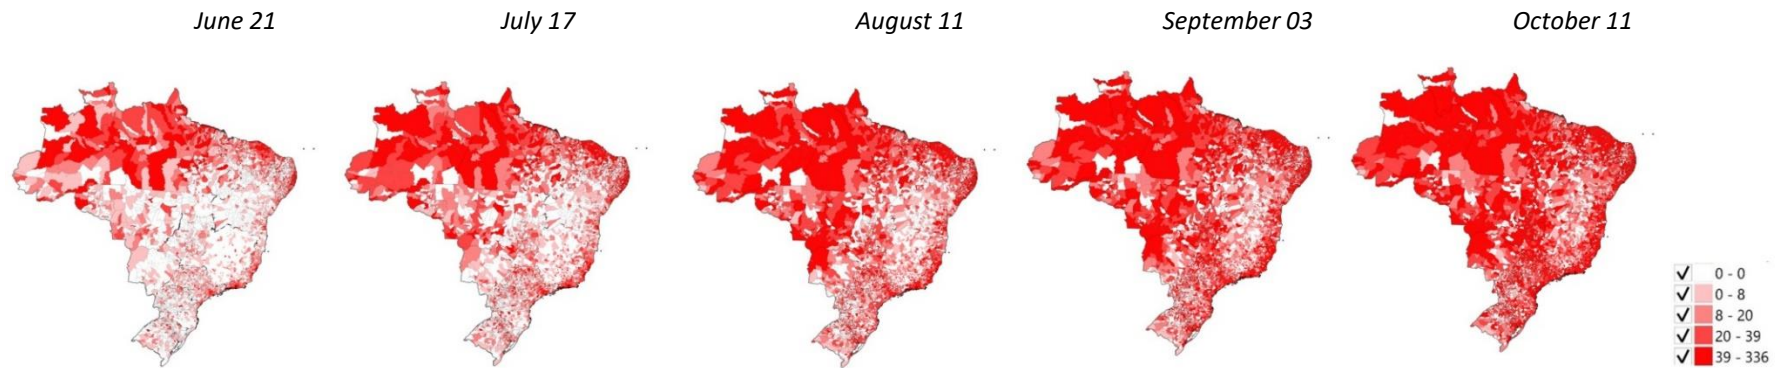 June 21
July 17
August 11
September 03
October 11
0 - 0
0 - 8
8 - 20
20 - 39
39 - 336